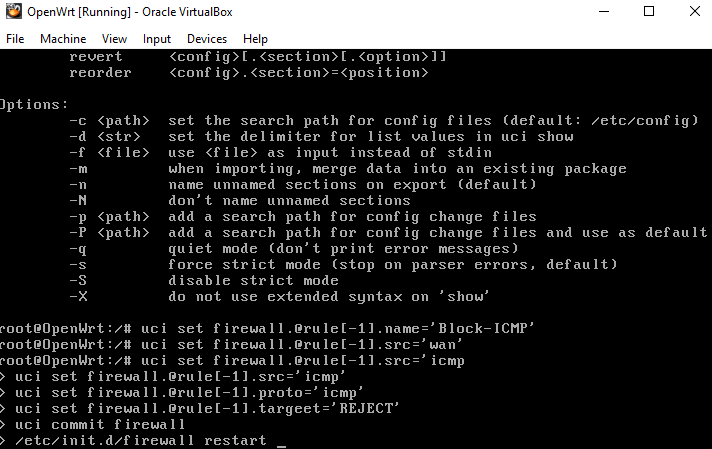 OpenWrt [Running] - Oracle VirtualBox
File Machine View Input Devices Help
revert <config>[.<section>[.<option>]]
reorder <config>.<section>=<position>
Options:
-c <path> set the search path for config files (default: /etc/config)
-d <str> set the delimiter for list values in uci show
-f <file> use <file> as input instead of stdin
-m when importing, merge data into an existing package
-n name unnamed sections on export (default)
-N don't name unnamed sections
-p <path> add a search path for config change files
-P <path> add a search path for config change files and use as default
-q quiet mode (don't print error messages)
-s force strict mode (stop on parser errors, default)
-S disable strict mode
-X do not use extended syntax on 'show'
root@OpenWrt:/# uci set firewall.@rule[-1].name='Block-ICMP'
root@OpenWrt:/# uci set firewall.@rule[-1].src='wan'
root@OpenWrt:/# uci set firewall.@rule[-1].src='icmp
> uci set firewall.@rule[-1].src='icmp'
> uci set firewall.@rule[-1].proto='icmp'
> uci set firewall.@rule[-1].targeet='REJECT'
> uci commit firewall
> /etc/init.d/firewall restart _